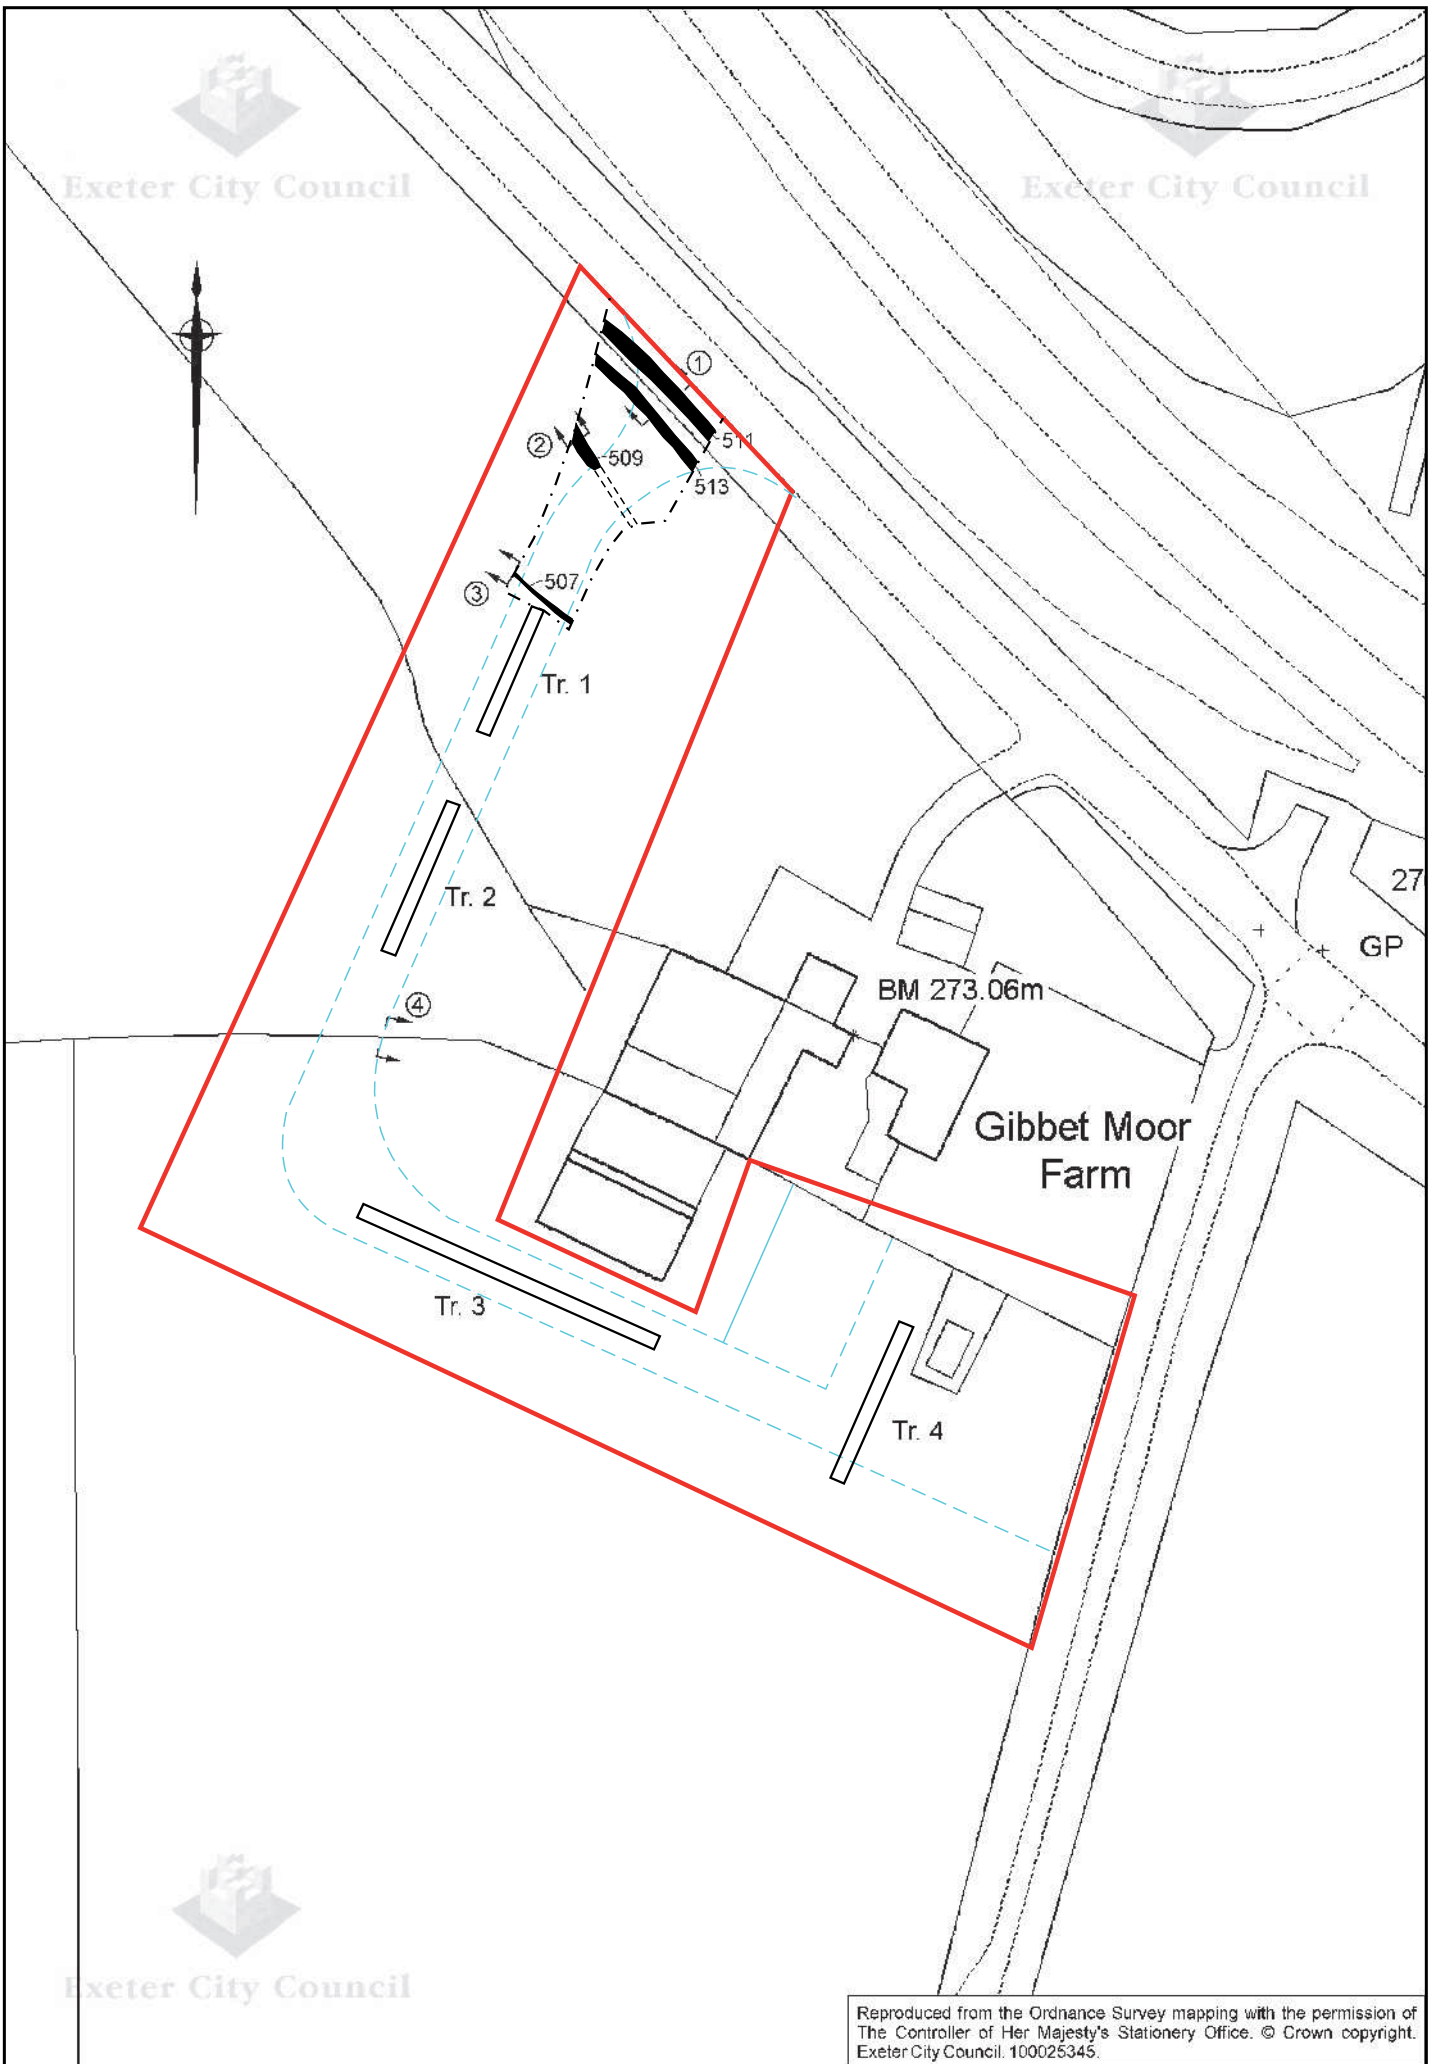 Exeter City Council
Exeter City Council
1
511
2
509
513
3
507
Tr. 1
27
Tr. 2
GP
BM 273.06m
4
Gibbet Moor
Farm
Tr. 3
Tr. 4
Exeter City Council
Reproduced from the Ordnance Survey mapping with the permission of
The Controller of Her Majesty's Stationery Office. © Crown copyright.
Exeter City Council. 100025345.